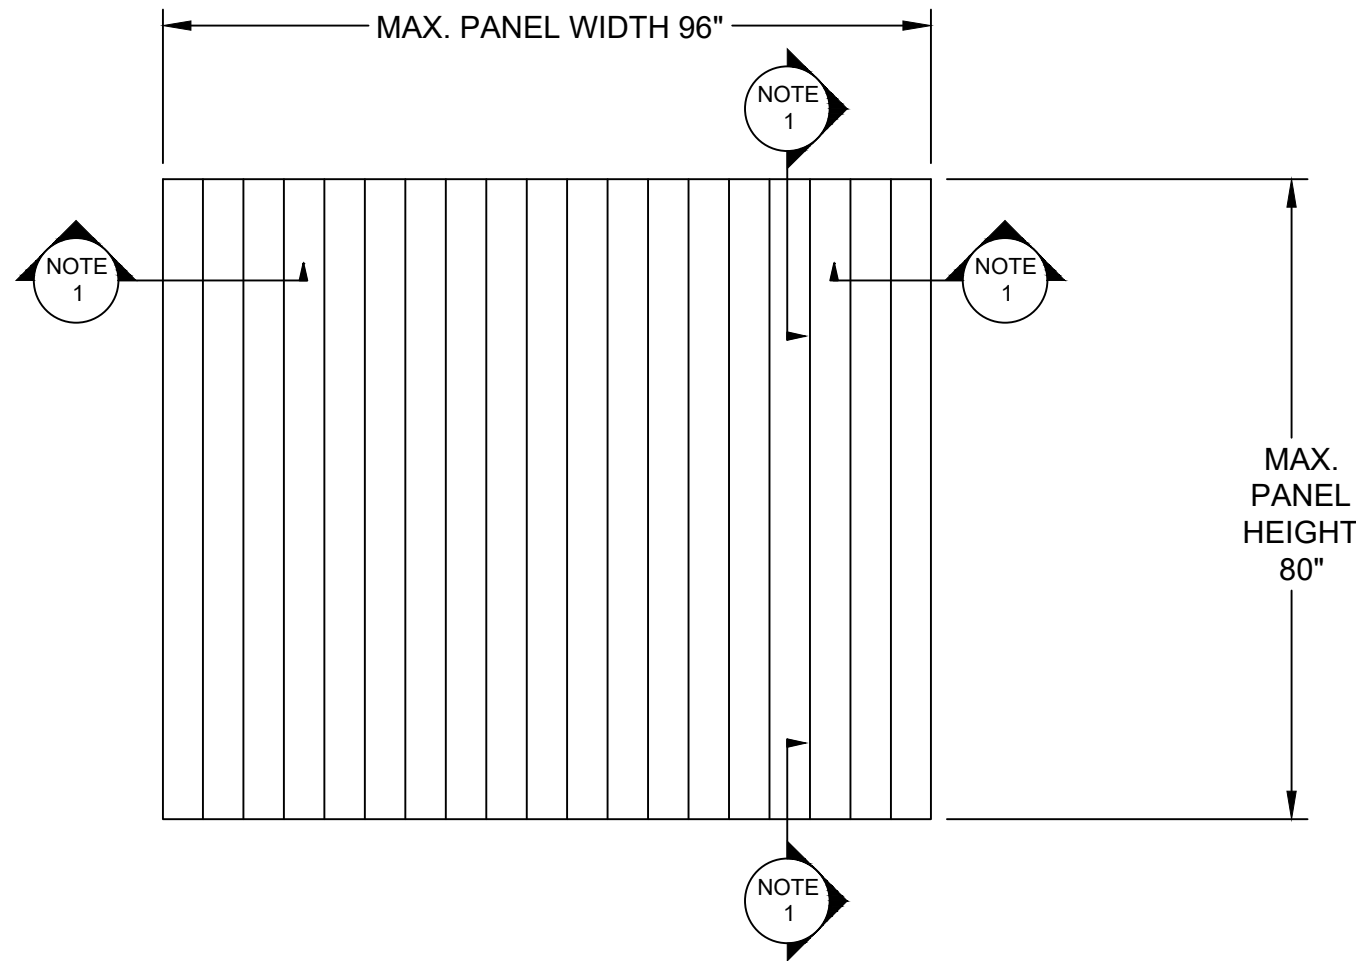 MAX. PANEL WIDTH 96"
NOTE
1
NOTE
1
NOTE
1
MAX.
PANEL
HEIGHT
80"
NOTE
1